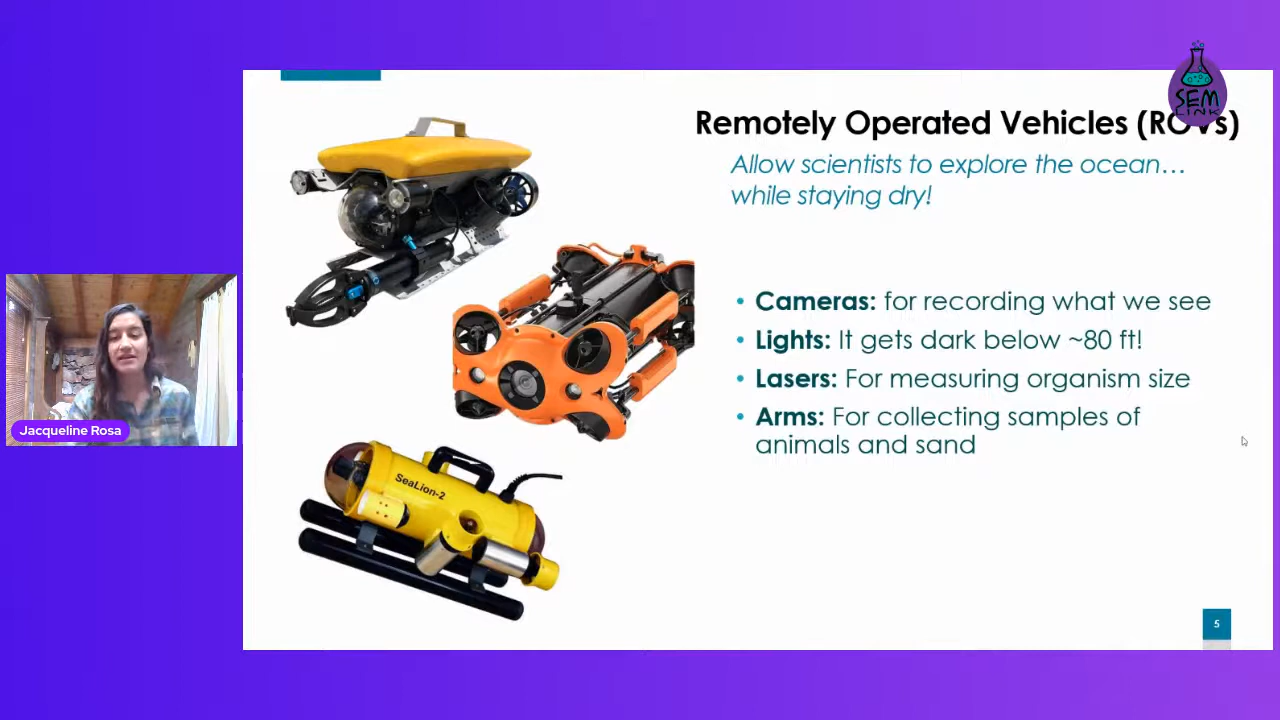 SEM
LINK
Remotely Operated Vehicles (ROVs)
Allow scientists to explore the ocean…
while staying dry!
• Cameras: for recording what we see
• Lights: It gets dark below ~80 ft!
• Lasers: For measuring organism size
• Arms: For collecting samples of
animals and sand
SeaLion-2
Jacqueline Rosa
5